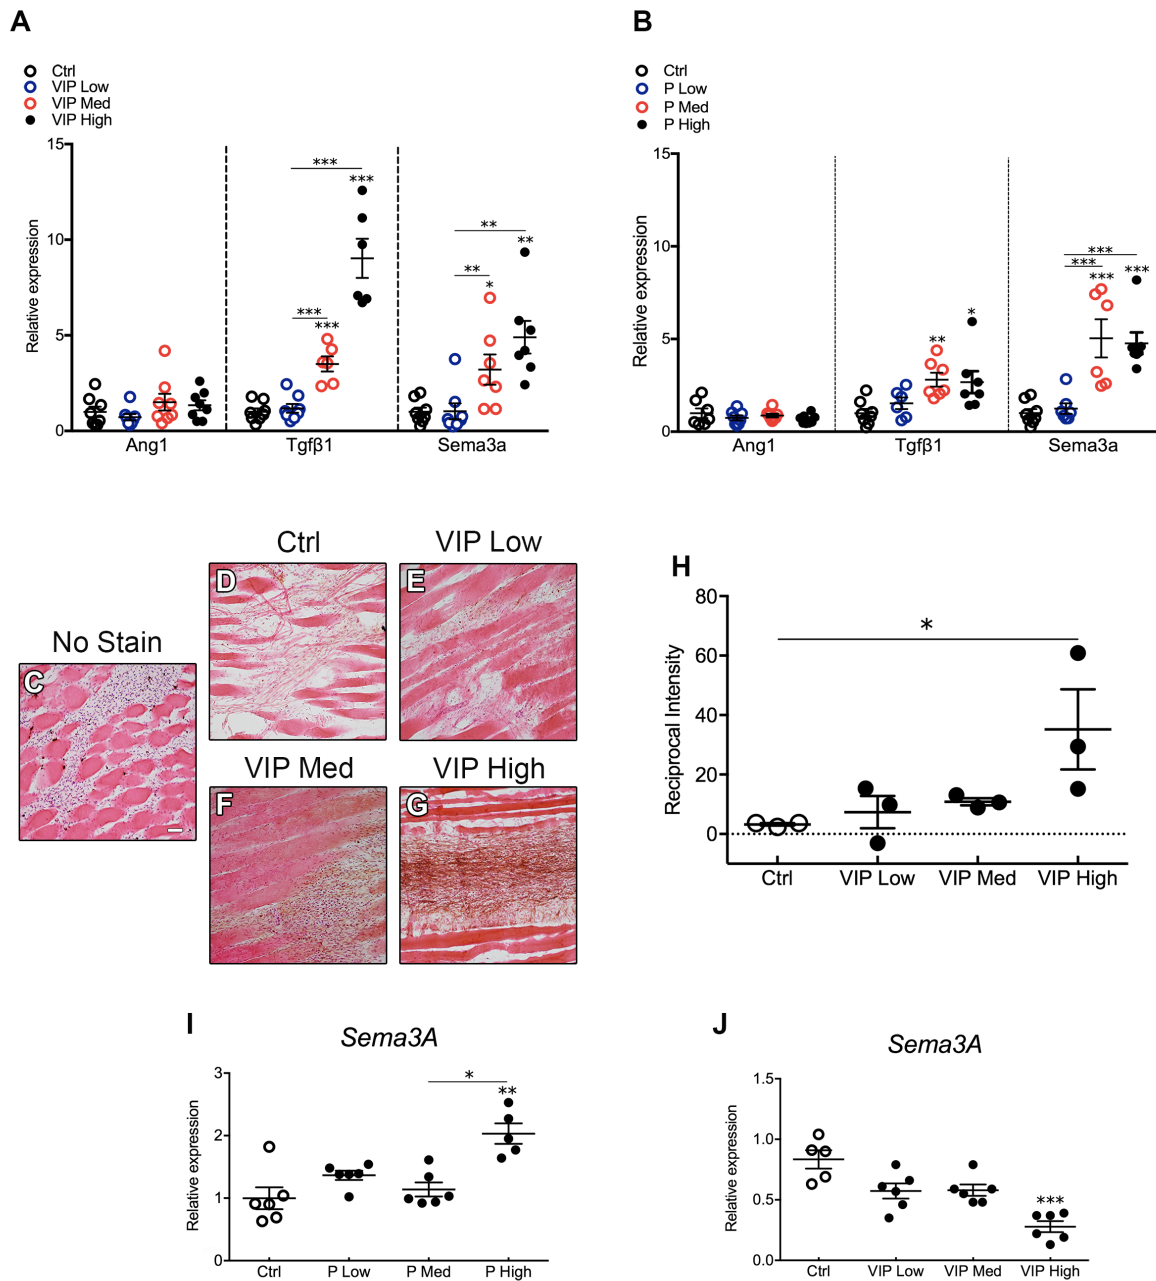 A
Ctrl
VIP Low
VIP Med
VIP High
15
10
5
0
Relative expression
***
***
***
***
**
**
**
*
Ang1
Tgfβ1
Sema3a
B
Ctrl
P Low
P Med
P High
15
10
5
0
Relative expression
**
*
***
***
***
***
Ang1
Tgfβ1
Sema3a
No Stain
C
Ctrl
D
VIP Low
E
VIP Med
F
VIP High
G
H
80
60
40
20
0
Reciprocal Intensity
*
Ctrl
VIP Low
VIP Med
VIP High
I
Sema3A
3
2
1
0
Relative expression
*
**
Ctrl
P Low
P Med
P High
J
Sema3A
1.5
1.0
0.5
0.0
Relative expression
***
Ctrl
VIP Low
VIP Med
VIP High